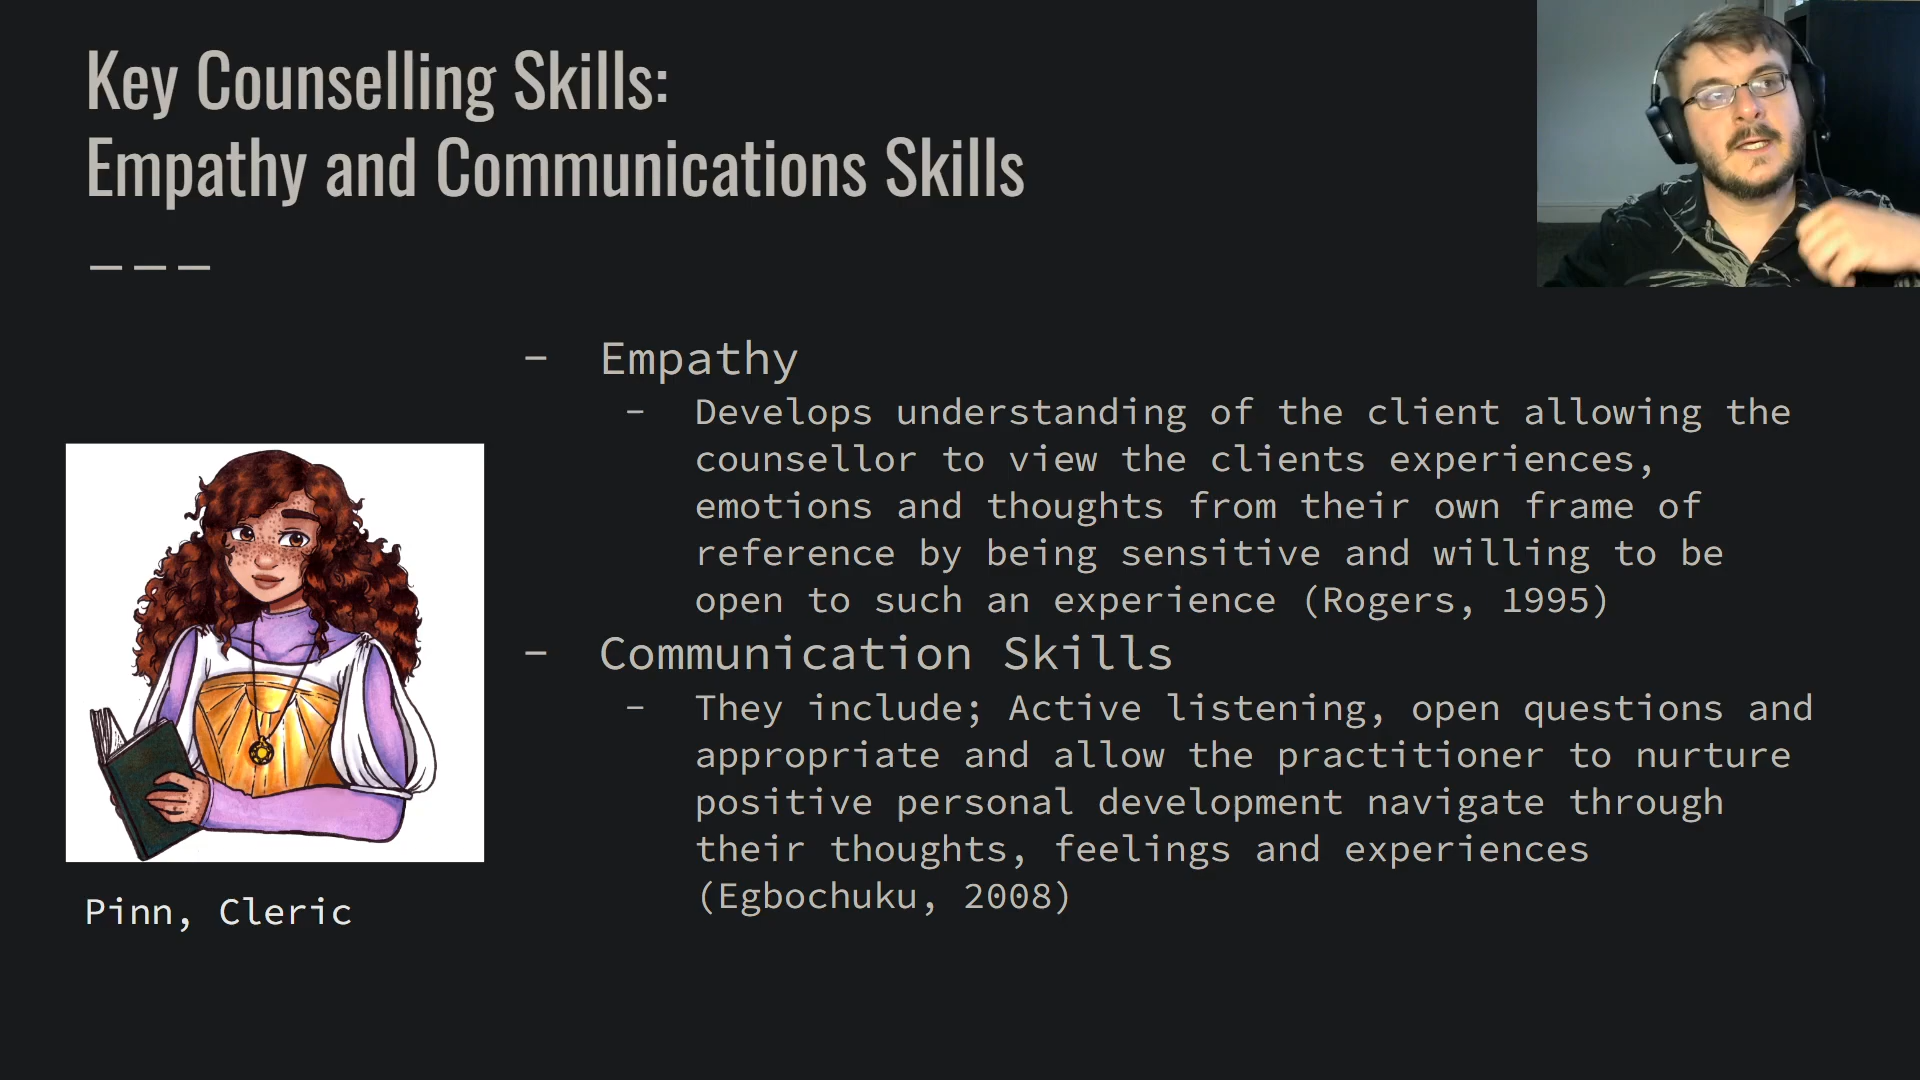 Key Counselling Skills:
Empathy and Communications Skills
- Empathy
- Develops understanding of the client allowing the
counsellor to view the clients experiences,
emotions and thoughts from their own frame of
reference by being sensitive and willing to be
open to such an experience (Rogers, 1995)
- Communication Skills
- They include; Active listening, open questions and
appropriate and allow the practitioner to nurture
positive personal development navigate through
their thoughts, feelings and experiences
(Egbochuku, 2008)
Pinn, Cleric